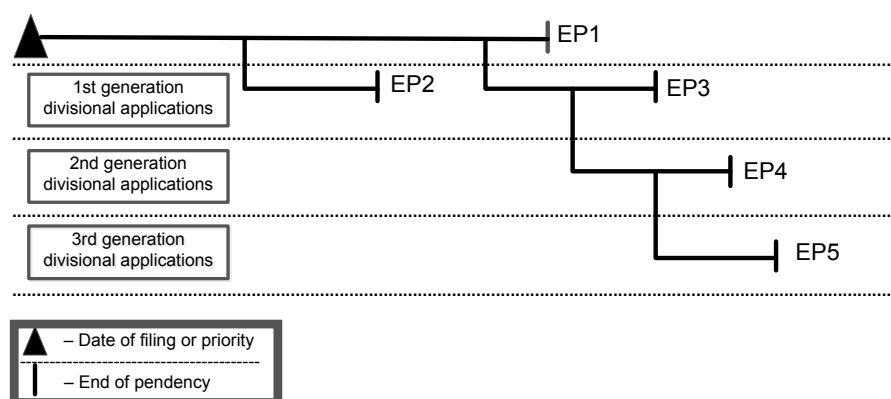 EP1
1st generation
divisional applications
EP2
EP3
2nd generation
divisional applications
EP4
3rd generation
divisional applications
EP5
– Date of filing or priority
– End of pendency